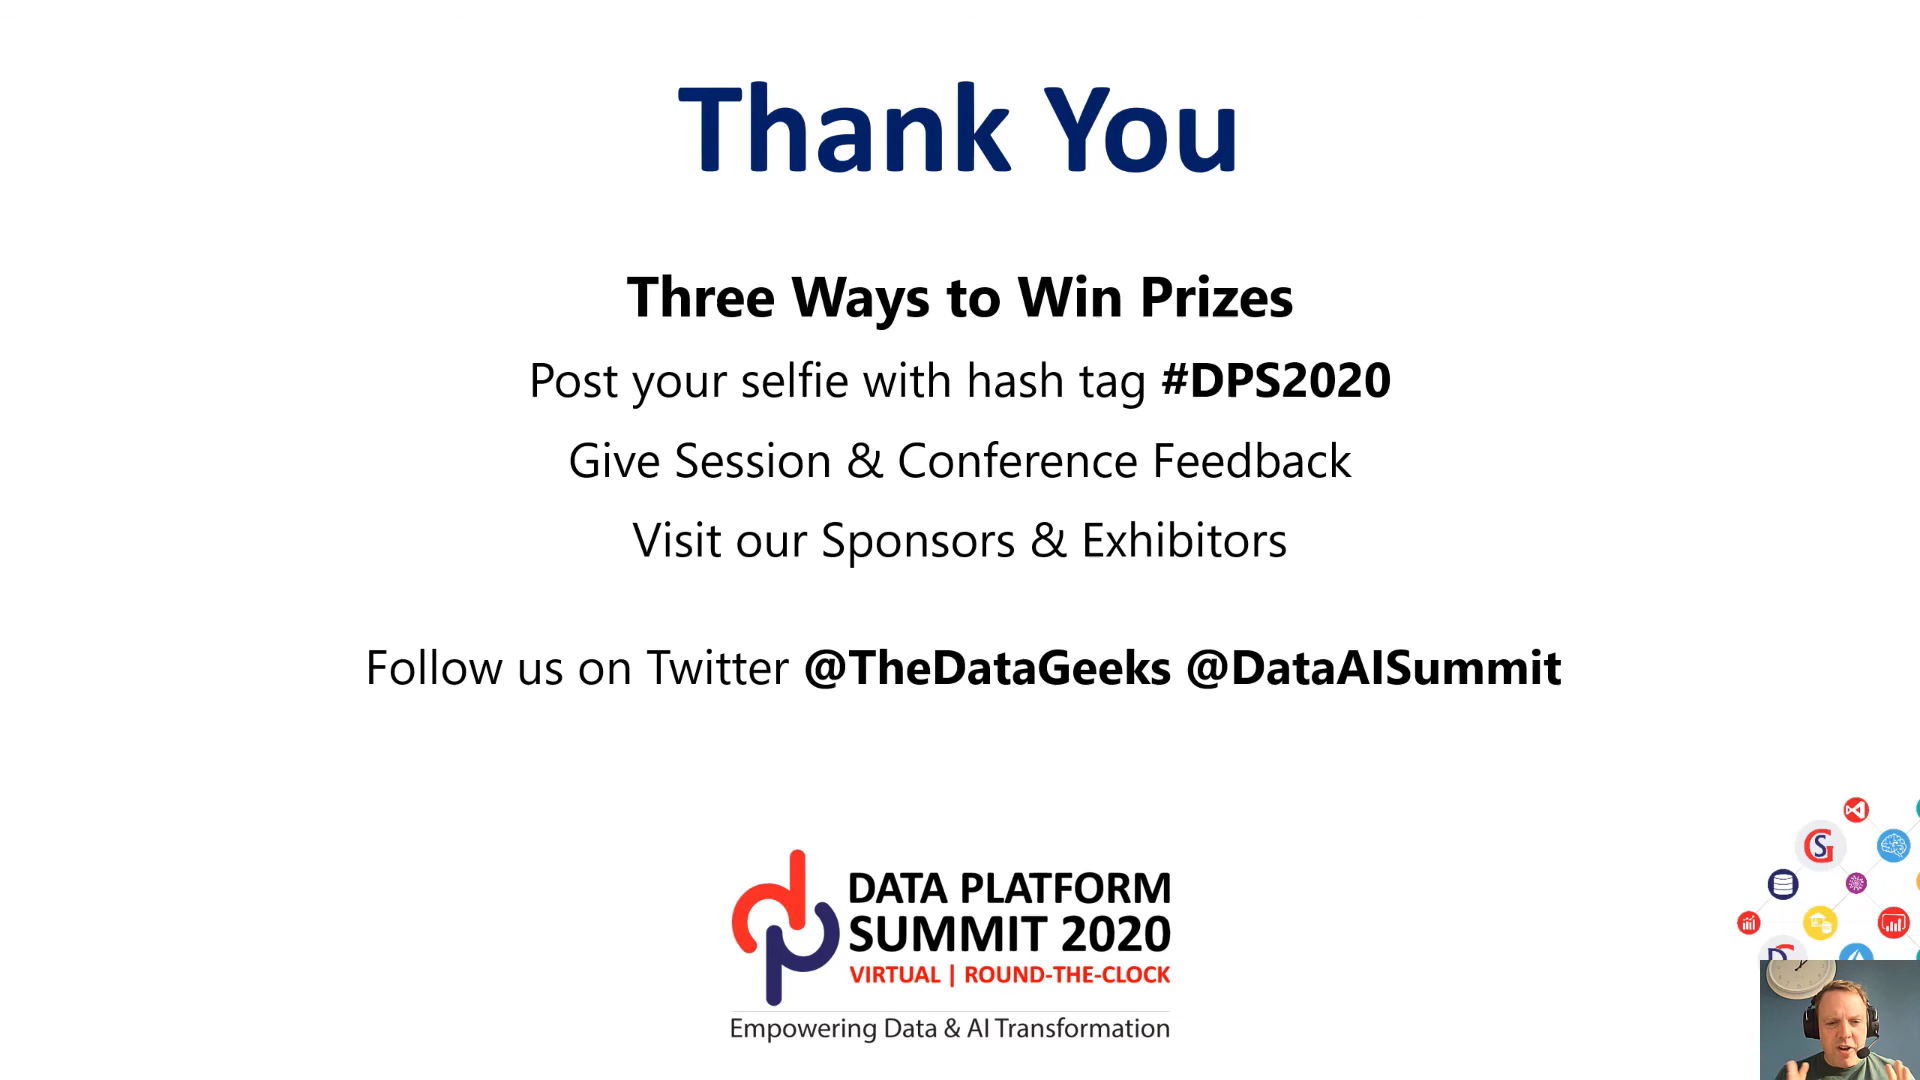 Thank You
Three Ways to Win Prizes
Post your selfie with hash tag #DPS2020
Give Session & Conference Feedback
Visit our Sponsors & Exhibitors
Follow us on Twitter @TheDataGeeks @DataAISummit
DATA PLATFORM
SUMMIT 2020
VIRTUAL | ROUND-THE-CLOCK
Empowering Data & AI Transformation